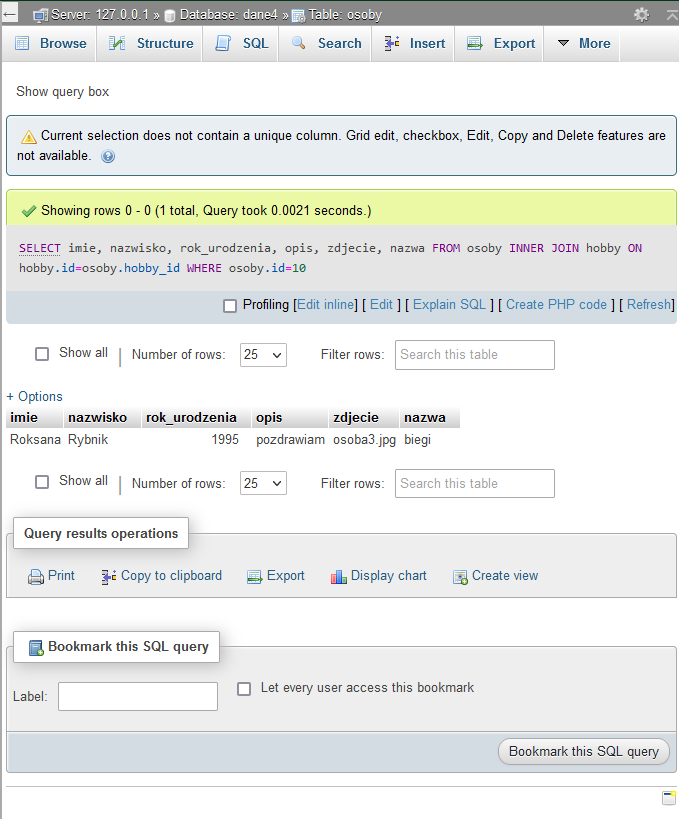 Server: 127.0.0.1 » Database: dane4 » Table: osoby
Browse Structure SQL Search Insert Export More
Show query box
Current selection does not contain a unique column. Grid edit, checkbox, Edit, Copy and Delete features are
not available.
Showing rows 0 - 0 (1 total, Query took 0.0021 seconds.)
SELECT imie, nazwisko, rok_urodzenia, opis, zdjecie, nazwa FROM osoby INNER JOIN hobby ON
hobby.id=osoby.hobby_id WHERE osoby.id=10
Profiling [Edit inline] [ Edit ] [ Explain SQL ] [ Create PHP code ] [ Refresh]
Show all Number of rows: 25 Filter rows: Search this table
+ Options
imie nazwisko rok_urodzenia opis zdjecie nazwa
Roksana Rybnik 1995 pozdrawiam osoba3.jpg biegi
Show all Number of rows: 25 Filter rows: Search this table
Query results operations
Print Copy to clipboard Export Display chart Create view
Bookmark this SQL query
Label: Let every user access this bookmark
Bookmark this SQL query